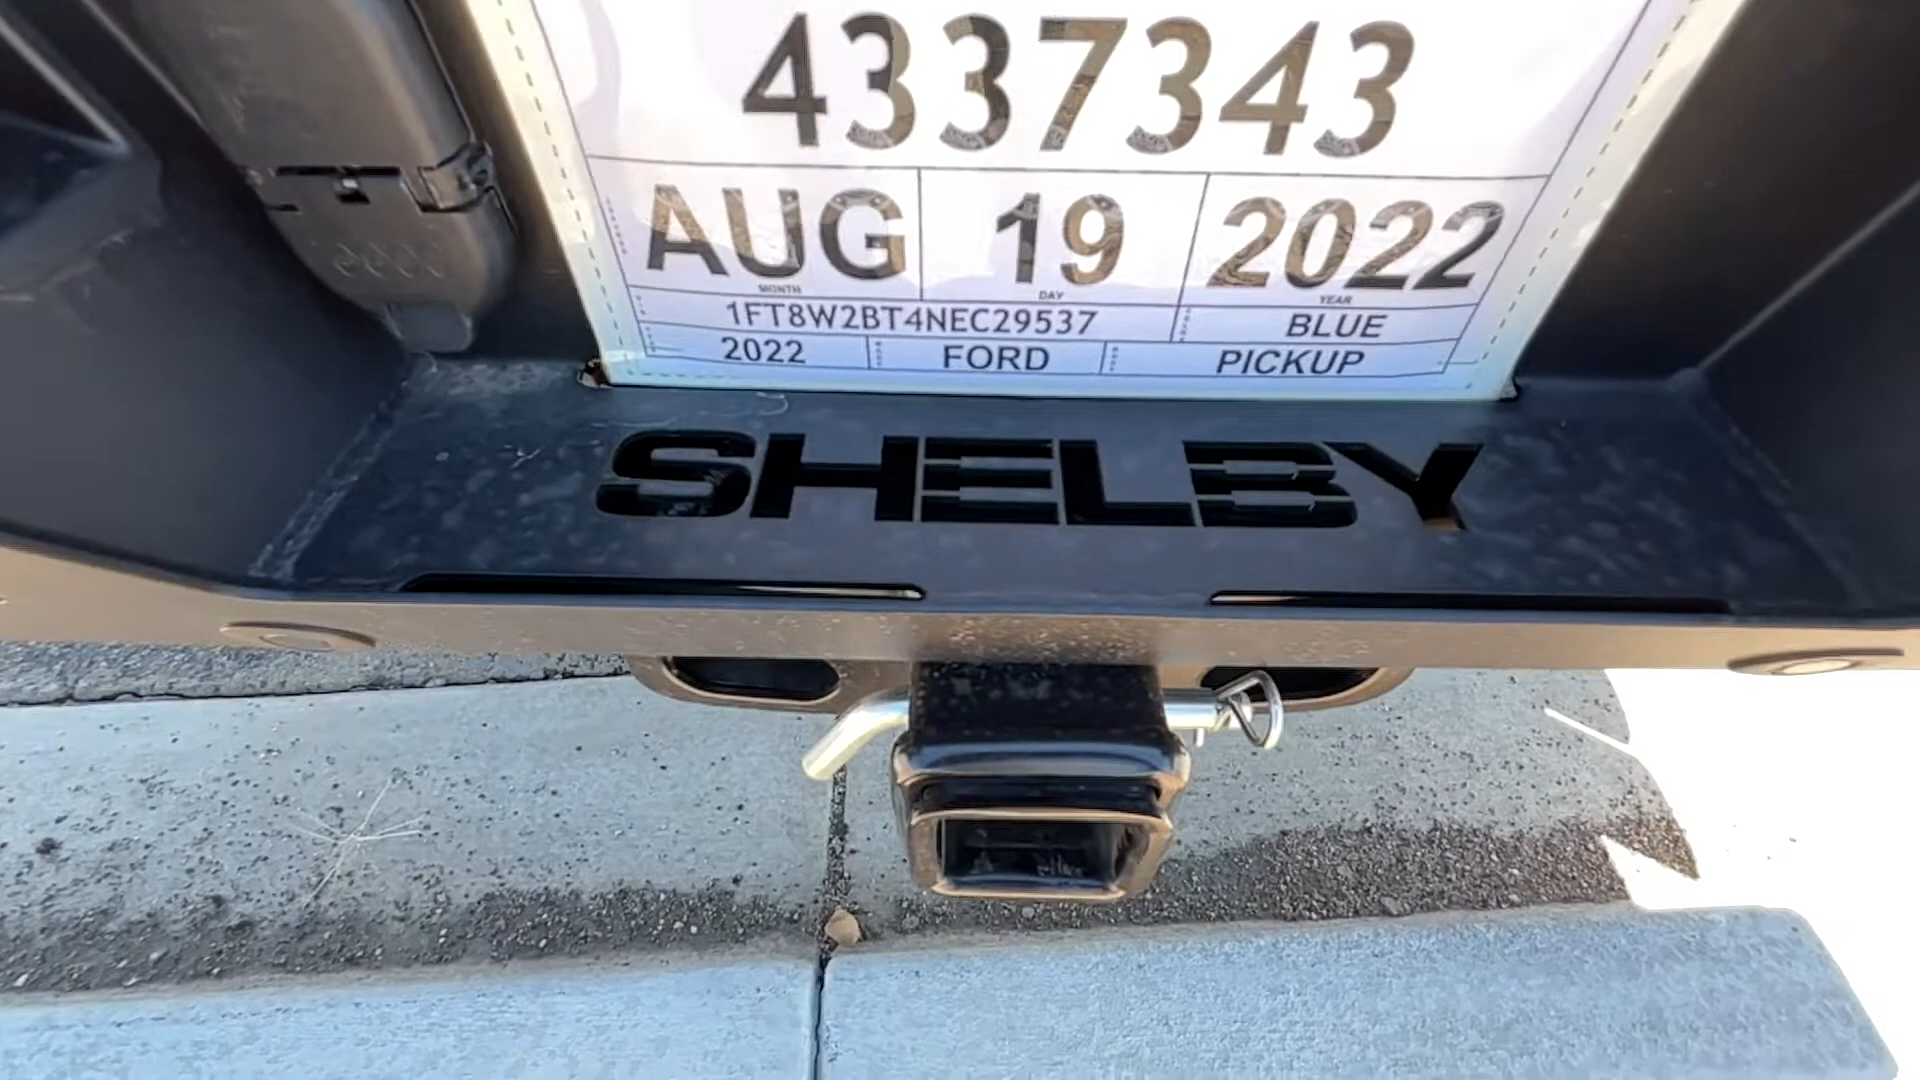 4337343
AUG 19 2022
MONTH DAY YEAR
1FT8W2BT4NEC29537 BLUE
2022 FORD PICKUP
SHELBY